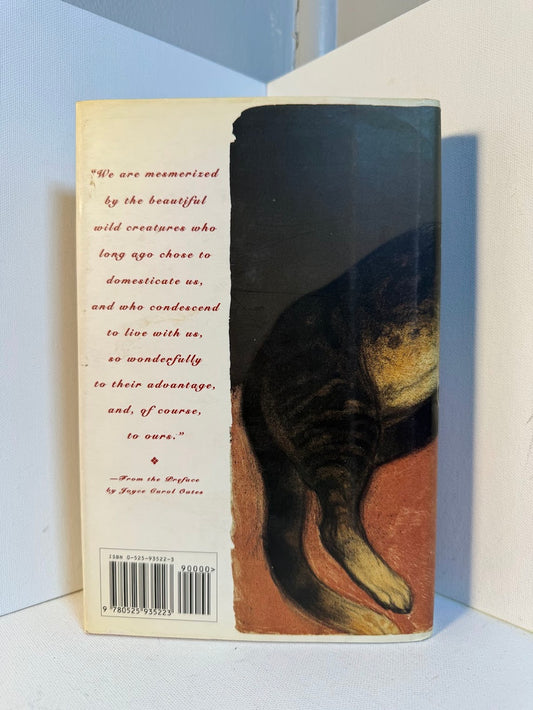 “We are mesmerized
by the beautiful
wild creatures who
long ago chose to
domesticate us,
and who condescend
to live with us,
so wonderfully
to their advantage,
and, of course,
to ours.”
—From the Preface
by Joyce Carol Oates
ISBN 0-525-93522-3
90000>
9 780525 935223